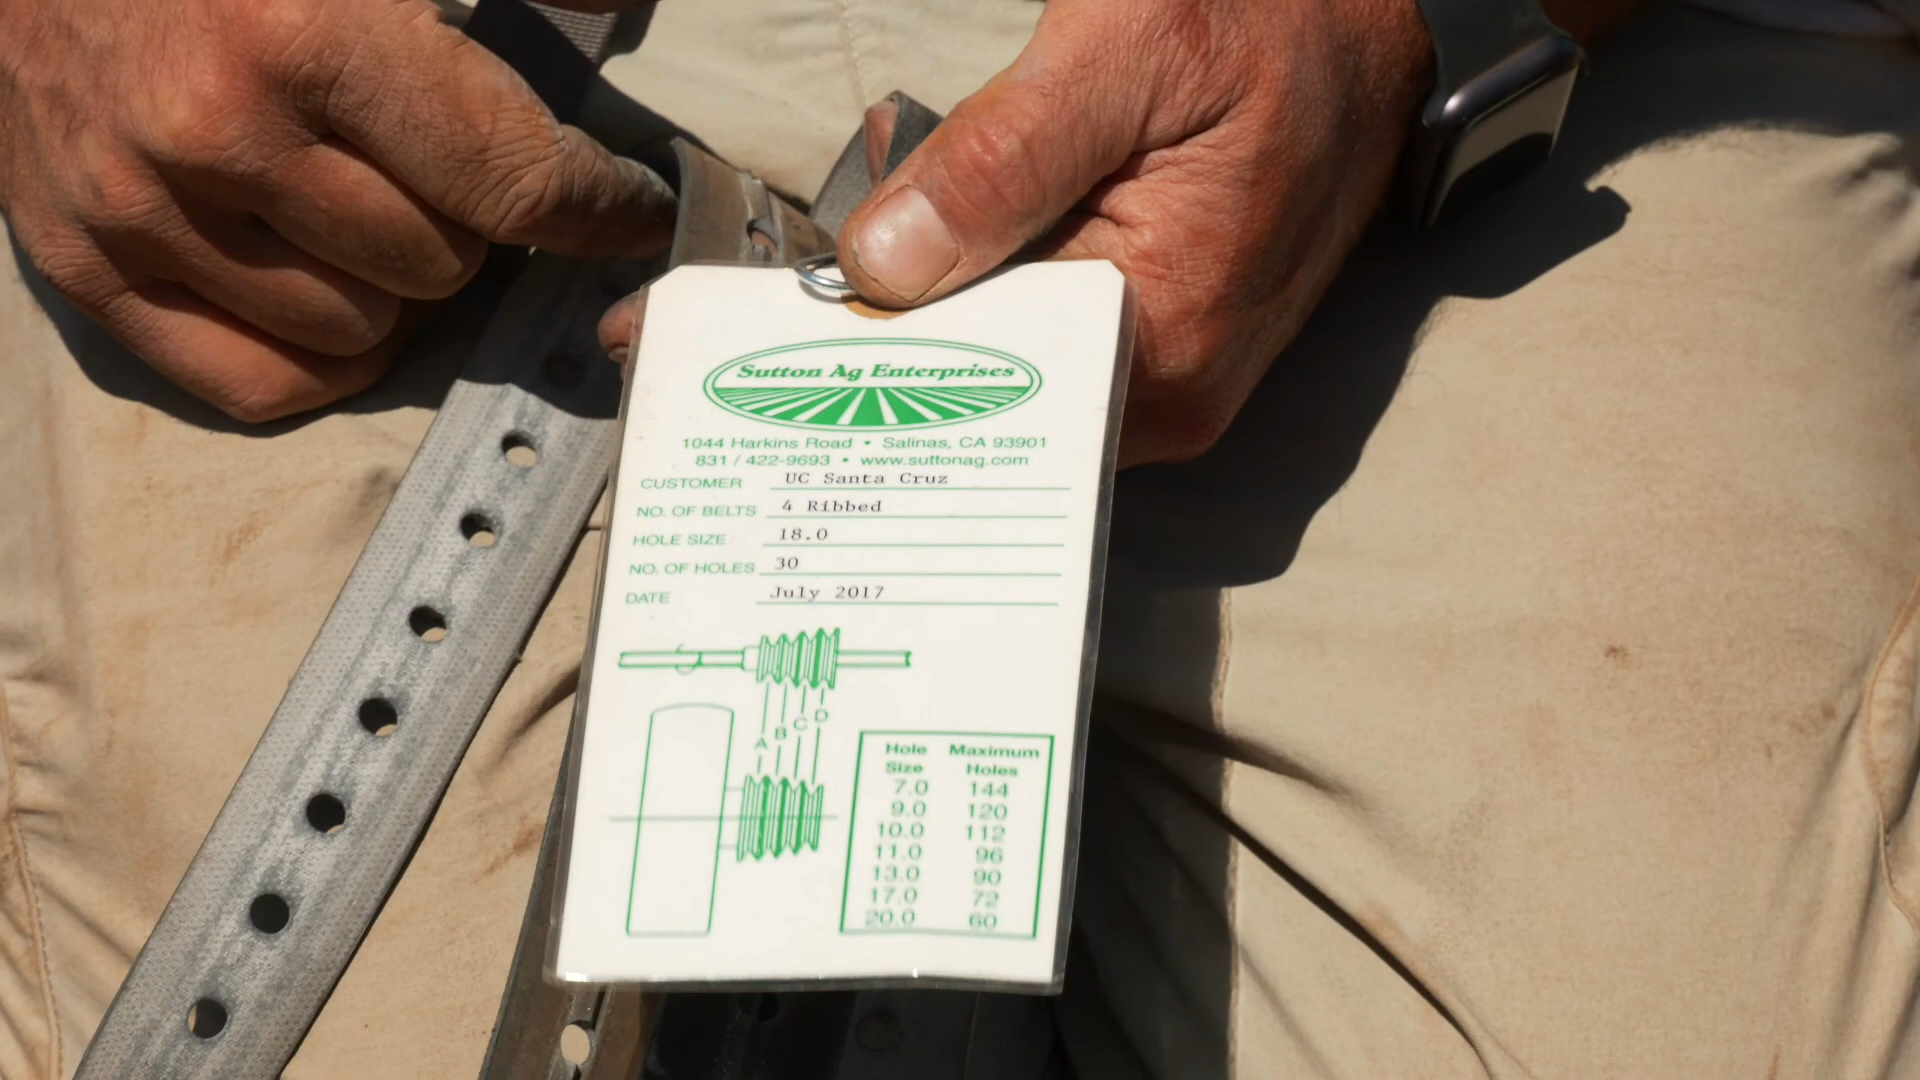 Sutton Ag Enterprises
1044 Harkins Road • Salinas, CA 93901
831 / 422-9693 • www.suttonag.com
CUSTOMER UC Santa Cruz
NO. OF BELTS 4 Ribbed
HOLE SIZE 18.0
NO. OF HOLES 30
DATE July 2017
A B C D
Hole Maximum
Size Holes
7.0 144
9.0 120
10.0 112
11.0 96
13.0 90
17.0 72
20.0 60